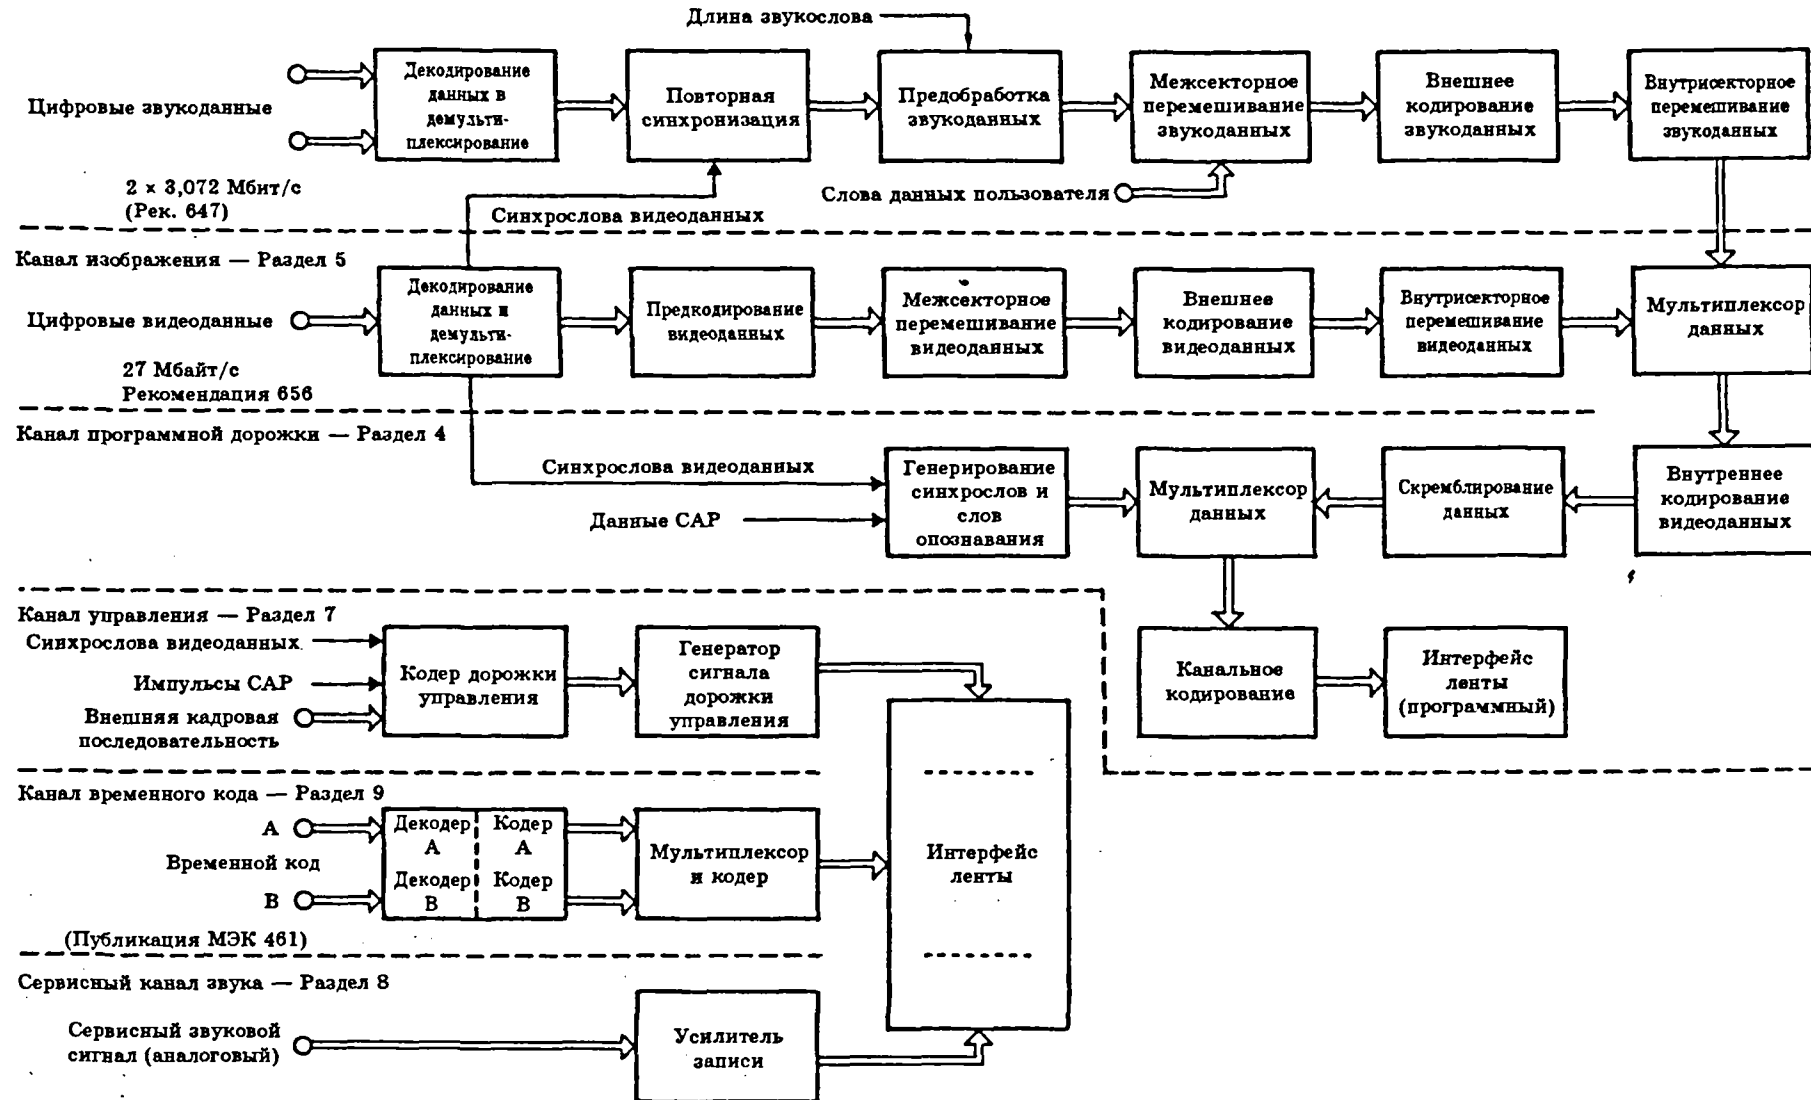 Длина звукослова
Цифровые звукоданные
Декодирование
данных в
демульти-
плексирование
Повторная
синхронизация
Предобработка
звукоданных
Межсекторное
перемешивание
звукоданных
Внешнее
кодирование
звукоданных
Внутрисекторное
перемешивание
звукоданных
2 × 3,072 Мбит/с
(Рек. 647)
Слова данных пользователя
Синхрослова видеоданных
Канал изображения — Раздел 5
Цифровые видеоданные
Декодирование
данных и
демульти-
плексирование
Предкодирование
видеоданных
Межсекторное
перемешивание
видеоданных
Внешнее
кодирование
видеоданных
Внутрисекторное
перемешивание
видеоданных
Мультиплексор
данных
27 Мбайт/с
Рекомендация 656
Канал программной дорожки — Раздел 4
Синхрослова видеоданных
Данные САР
Генерирование
синхрослов и
слов
опознавания
Мультиплексор
данных
Скремблирование
данных
Внутреннее
кодирование
видеоданных
Канал управления — Раздел 7
Синхрослова видеоданных
Импульсы САР
Внешняя кадровая
последовательность
Кодер дорожки
управления
Генератор
сигнала
дорожки
управления
Канальное
кодирование
Интерфейс
ленты
(программный)
Канал временного кода — Раздел 9
А
Временной код
В
Декодер
А
Декодер
В
Кодер
А
Кодер
В
Мультиплексор
и кодер
Интерфейс
ленты
(Публикация МЭК 461)
Сервисный канал звука — Раздел 8
Сервисный звуковой
сигнал (аналоговый)
Усилитель
записи